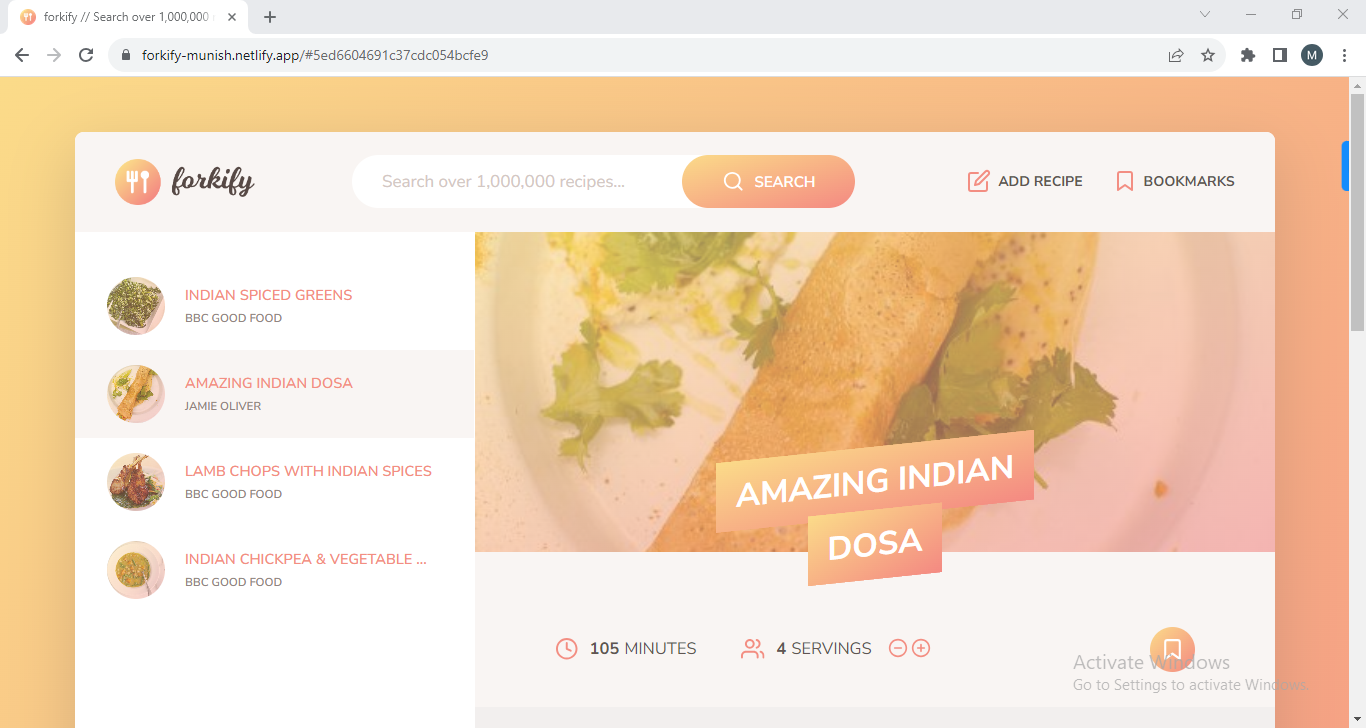 forkify // Search over 1,000,000
forkify-munish.netlify.app/#5ed6604691c37cdc054bcfe9
M
forkify
Search over 1,000,000 recipes...
SEARCH
ADD RECIPE
BOOKMARKS
INDIAN SPICED GREENS
BBC GOOD FOOD
AMAZING INDIAN DOSA
JAMIE OLIVER
LAMB CHOPS WITH INDIAN SPICES
BBC GOOD FOOD
INDIAN CHICKPEA & VEGETABLE ...
BBC GOOD FOOD
AMAZING INDIAN
DOSA
105 MINUTES
4 SERVINGS
Activate Windows
Go to Settings to activate Windows.